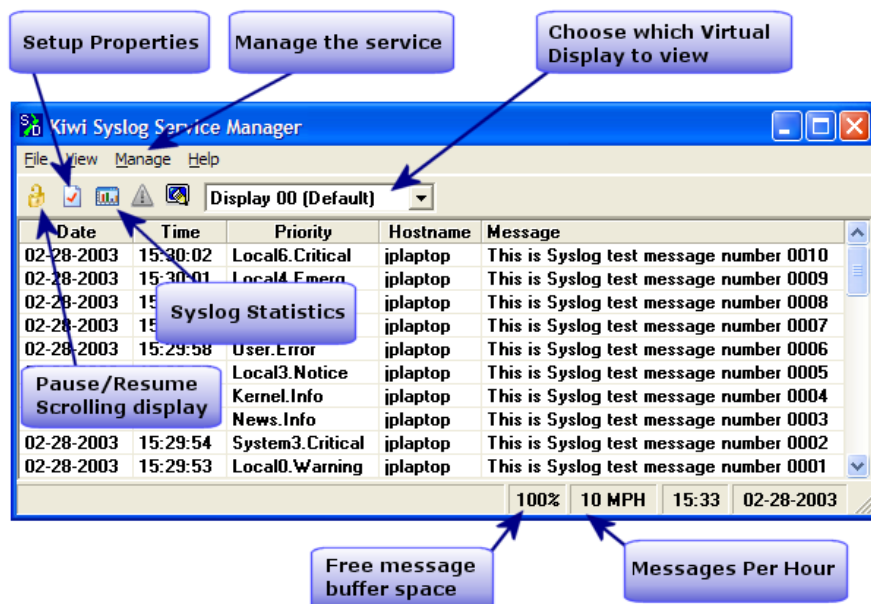 Setup Properties
Manage the service
Choose which Virtual
Display to view
Kiwi Syslog Service Manager
File View Manage Help
Display 00 (Default)
Date Time Priority Hostname Message
02-28-2003 15:30:02 Local6.Critical jplaptop This is Syslog test message number 0010
02-28-2003 15:30:01 Local4.Emerg jplaptop This is Syslog test message number 0009
02-28-2003 15 jplaptop This is Syslog test message number 0008
02-28-2003 15 jplaptop This is Syslog test message number 0007
Syslog Statistics
02-28-2003 15:29:58 User.Error jplaptop This is Syslog test message number 0006
Local3.Notice jplaptop This is Syslog test message number 0005
Kernel.Info jplaptop This is Syslog test message number 0004
News.Info jplaptop This is Syslog test message number 0003
Pause/Resume
Scrolling display
02-28-2003 15:29:54 System3.Critical jplaptop This is Syslog test message number 0002
02-28-2003 15:29:53 Local0.Warning jplaptop This is Syslog test message number 0001
100% 10 MPH 15:33 02-28-2003
Free message
buffer space
Messages Per Hour